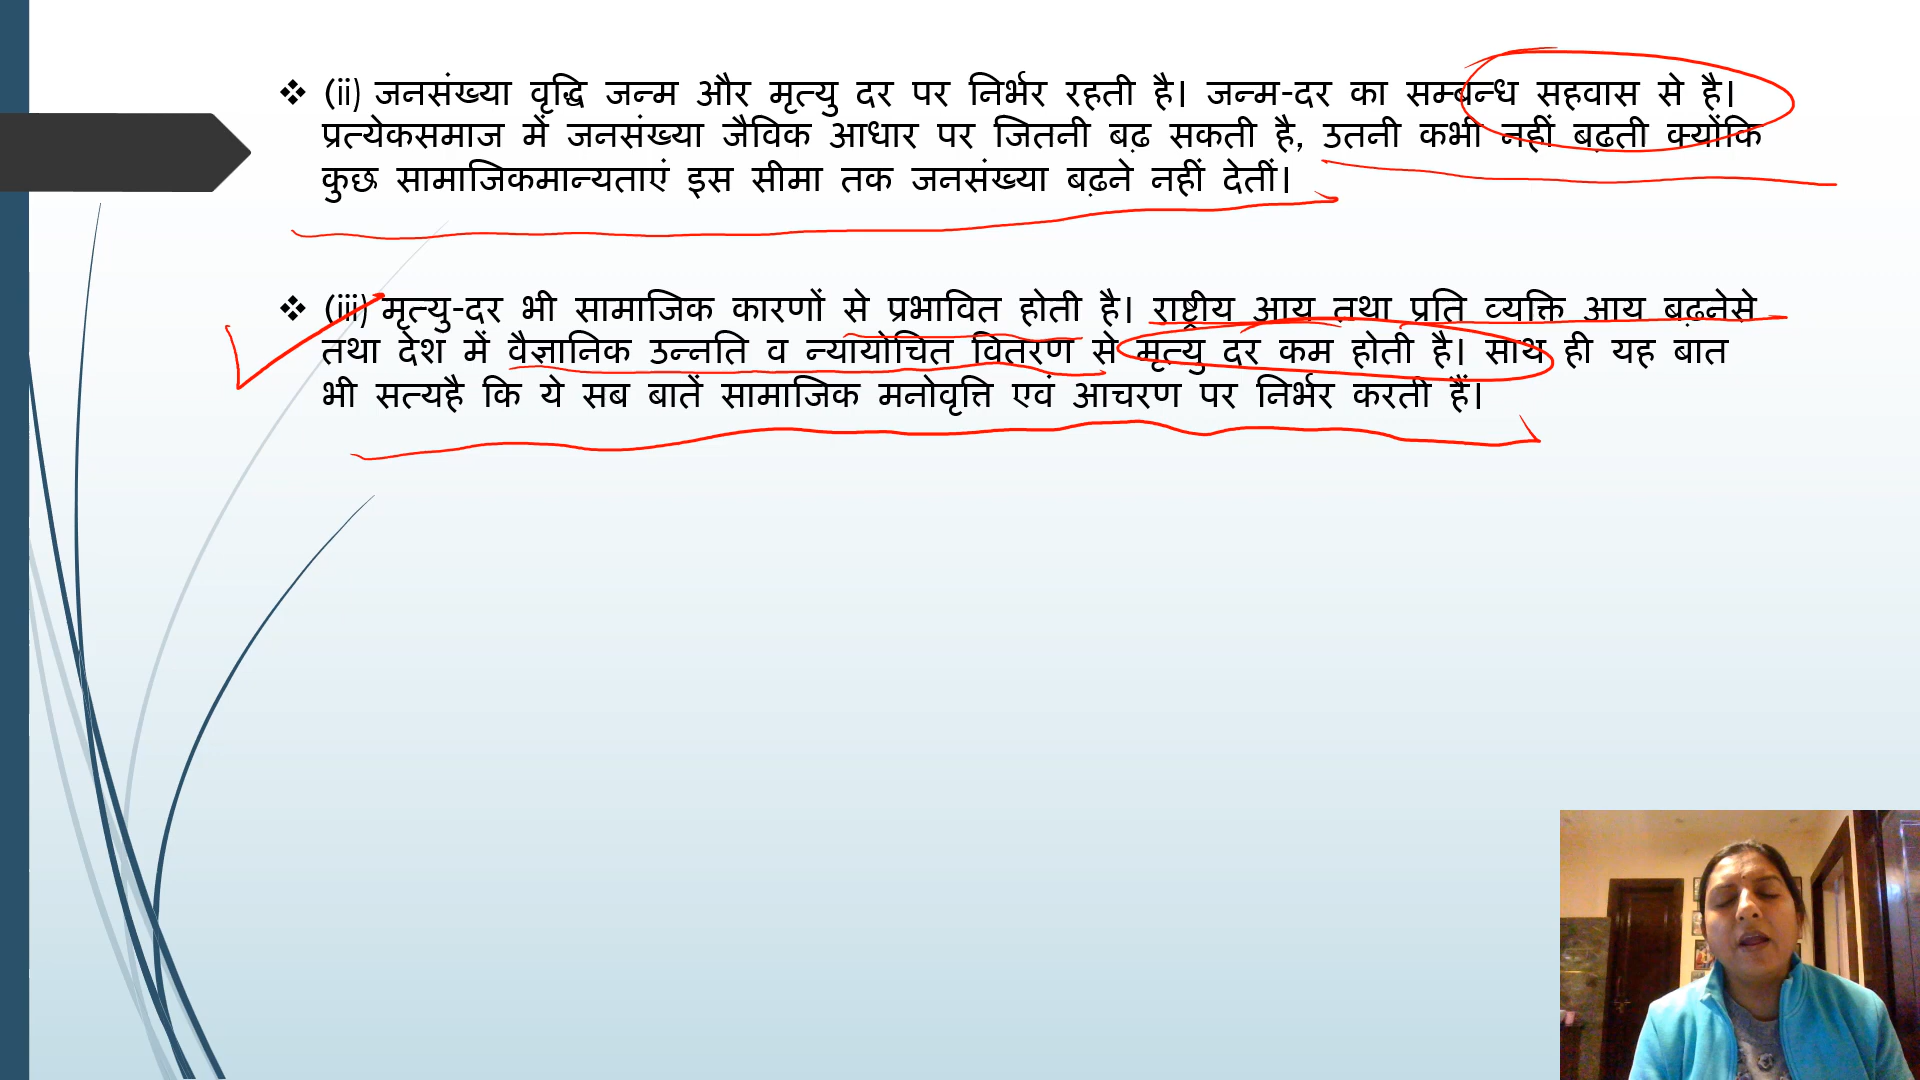 ❖ (ii) जनसंख्या वृद्धि जन्म और मृत्यु दर पर निर्भर रहती है। जन्म-दर का सम्बन्ध सहवास से है।
प्रत्येकसमाज में जनसंख्या जैविक आधार पर जितनी बढ़ सकती है, उतनी कभी नहीं बढ़ती क्योंकि
कुछ सामाजिकमान्यताएं इस सीमा तक जनसंख्या बढ़ने नहीं देतीं।
❖ (iii) मृत्यु-दर भी सामाजिक कारणों से प्रभावित होती है। राष्ट्रीय आय तथा प्रति व्यक्ति आय बढ़नेसे
तथा देश में वैज्ञानिक उन्नति व न्यायोचित वितरण से मृत्यु दर कम होती है। साथ ही यह बात
भी सत्यहै कि ये सब बातें सामाजिक मनोवृत्ति एवं आचरण पर निर्भर करती हैं।